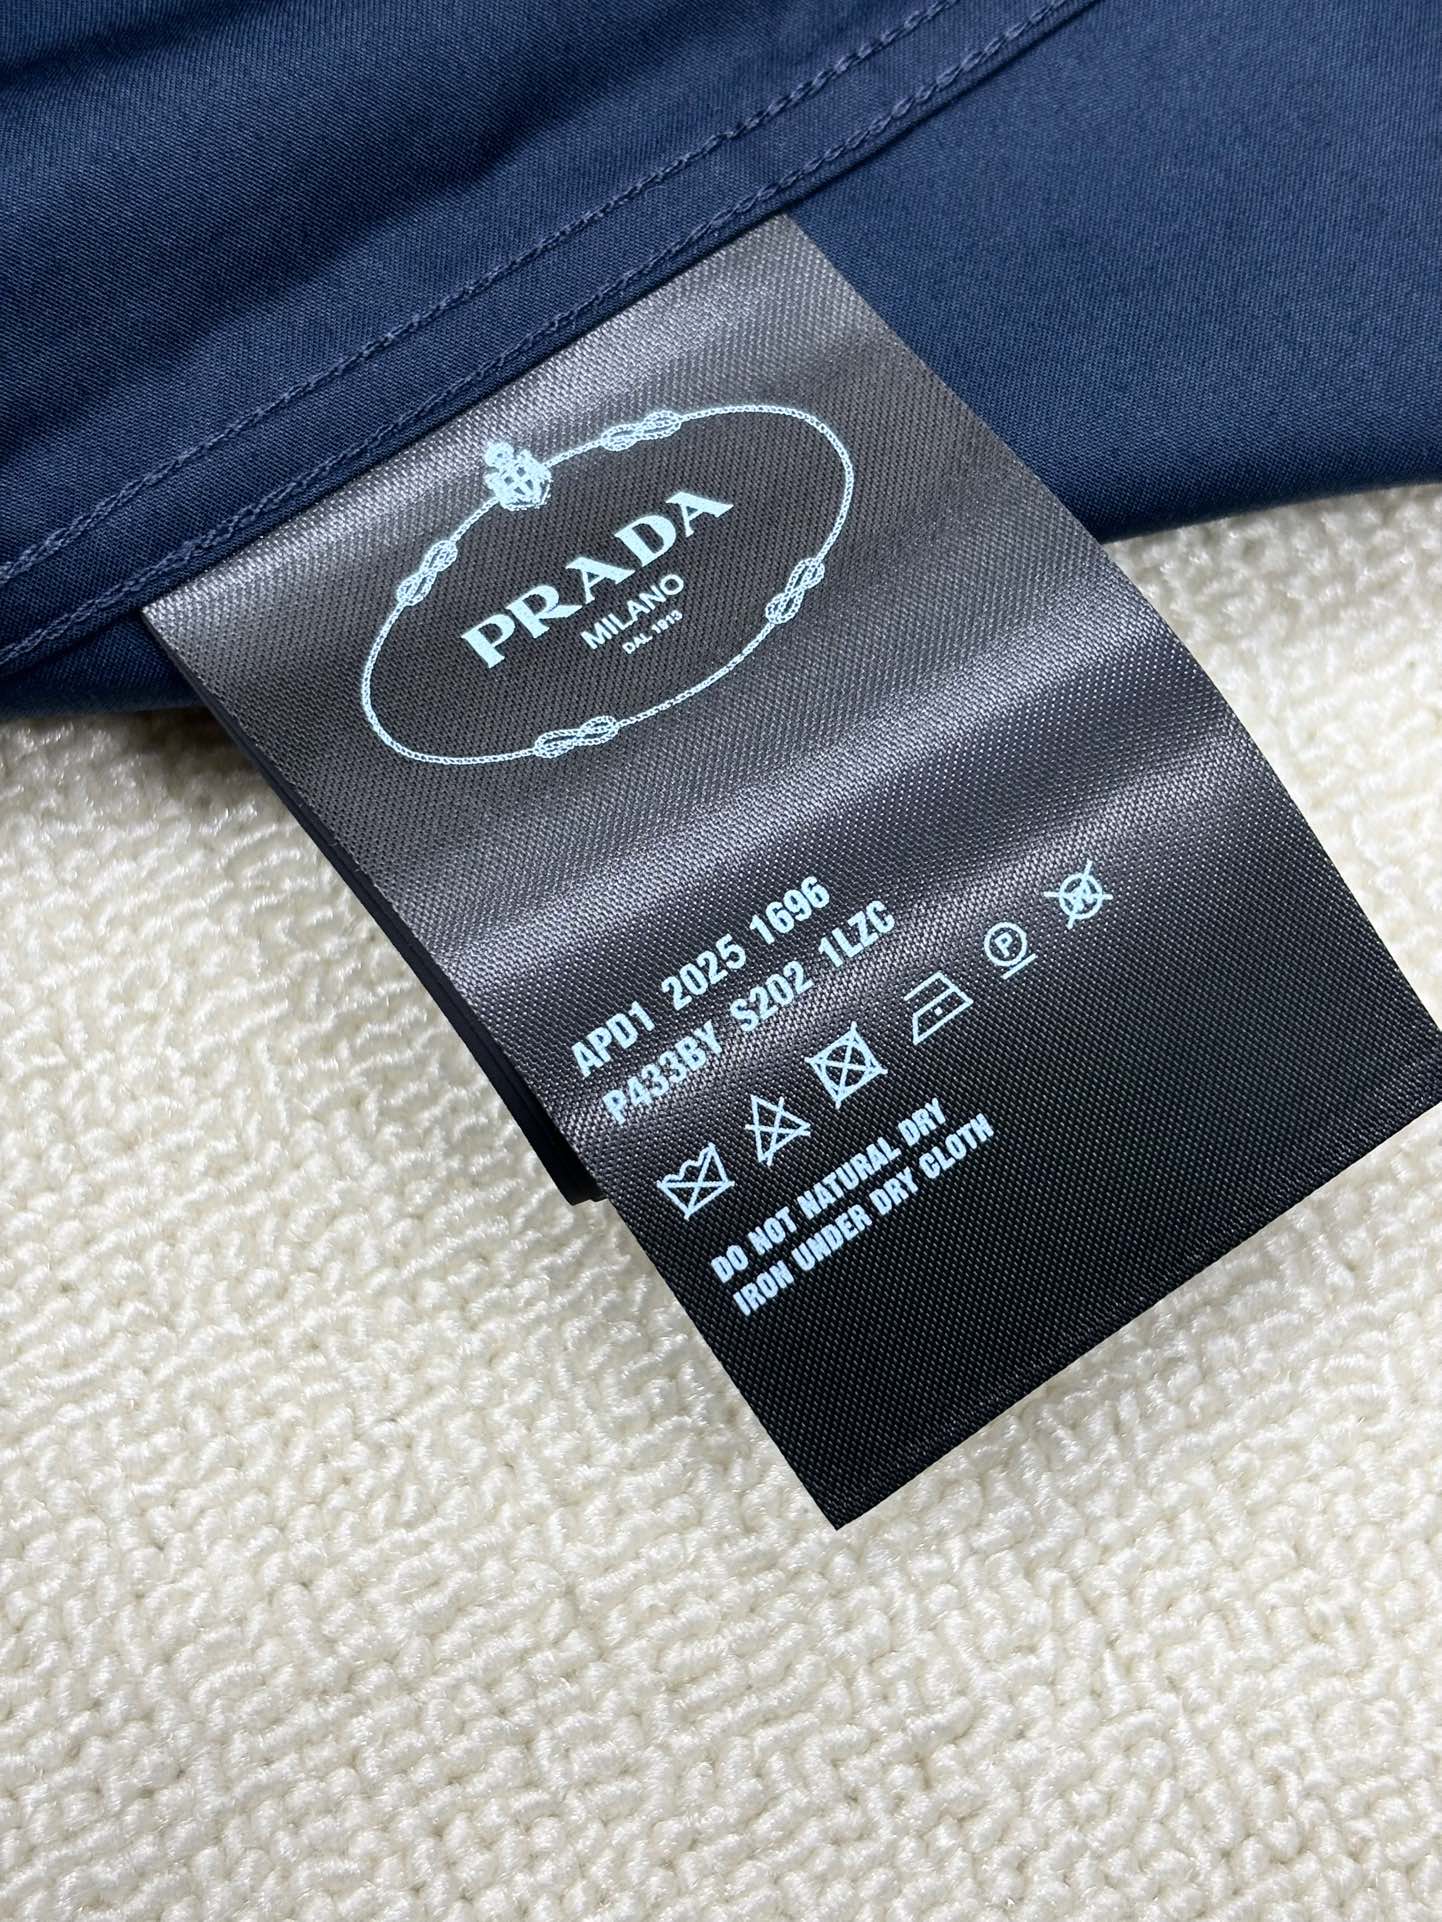 PRADA
MILANO
DAL 1913
APD1 2025 1696
P433BY S202 1LZC
P
W
DO NOT NATURAL DRY
IRON UNDER DRY CLOTH